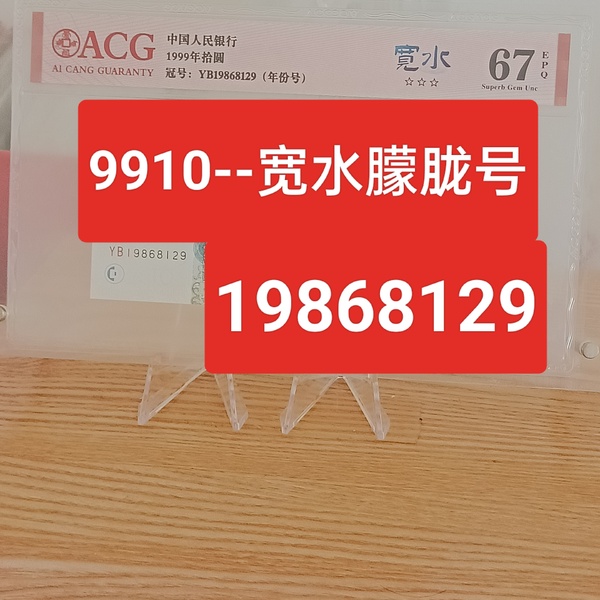 ACG
AI CANG GUARANTY
中国人民银行
1999年拾圆
冠号：YB19868129（年份号）
宽水
☆☆☆
67
EPQ
Superb Gem Unc
9910--宽水朦胧号
YB19868129
19868129